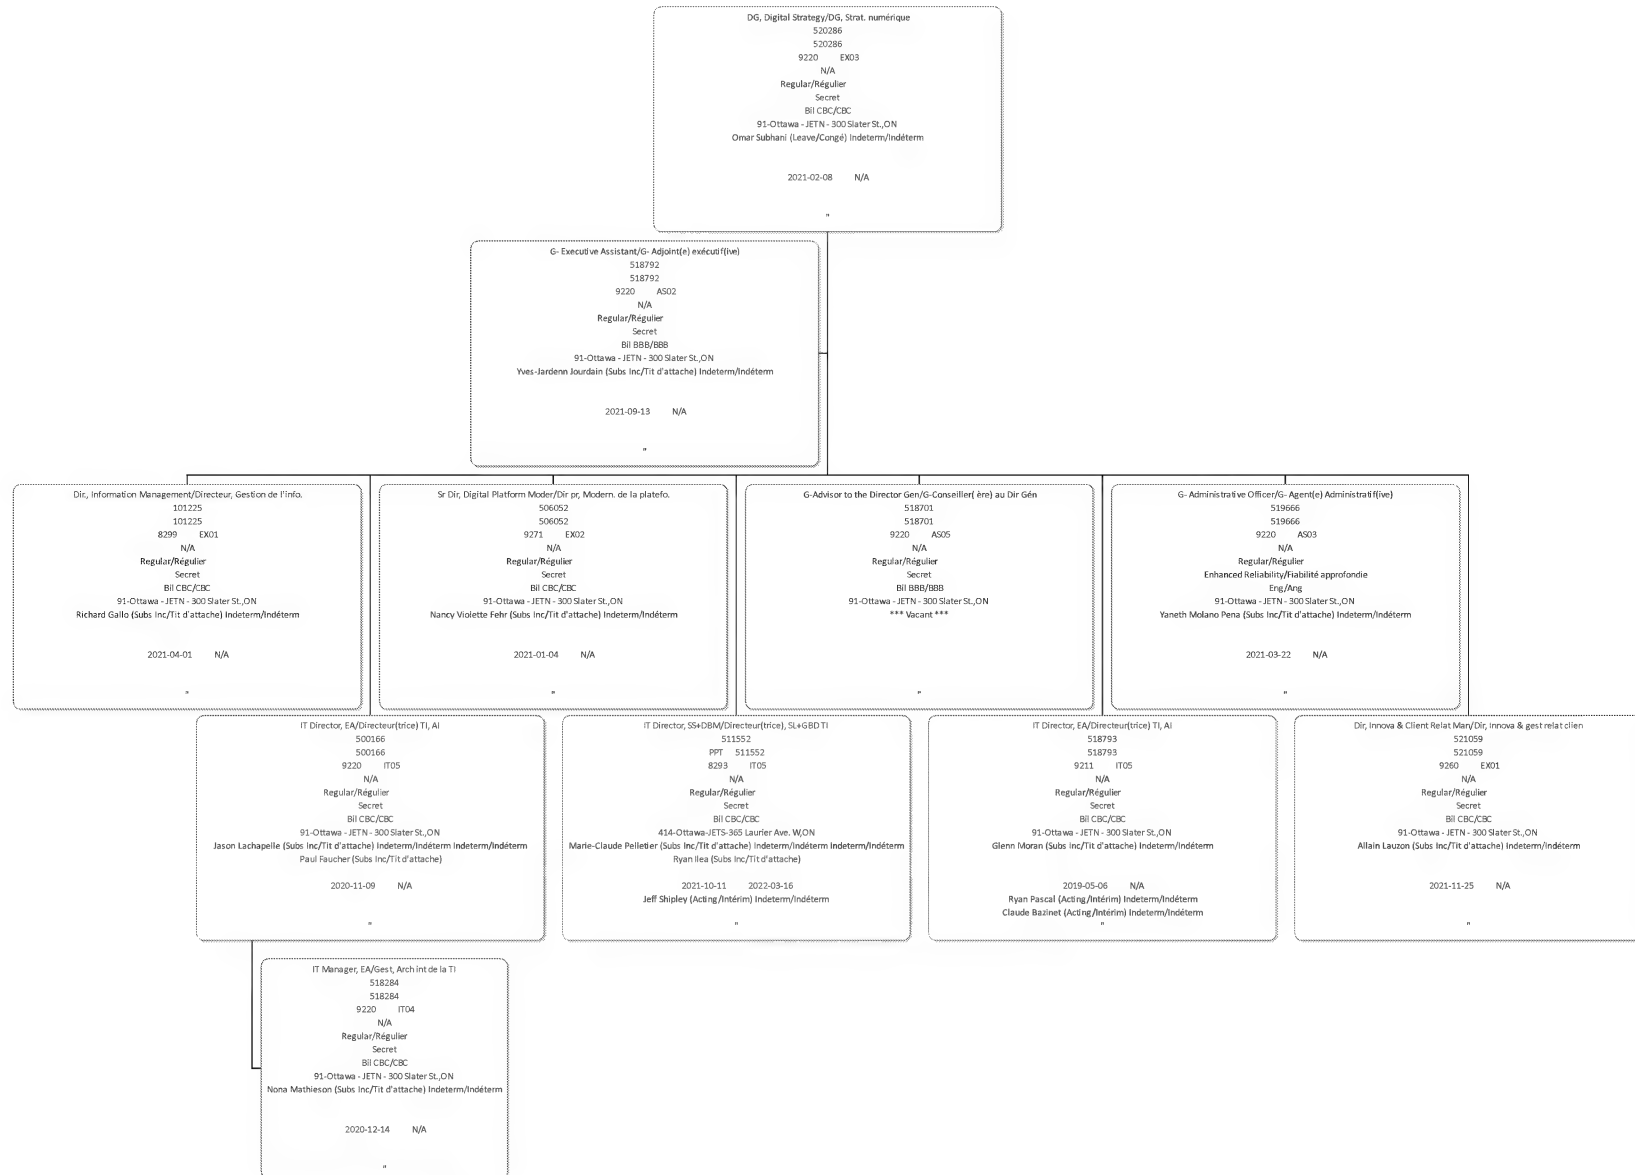 DG, Digital Strategy/DG, Strat. numérique
520286
520286
9220 EX03
N/A
Regular/Régulier
Secret
Bil CBC/CBC
91-Ottawa - JETN - 300 Slater St.,ON
Omar Subhani (Leave/Congé) Indeterm/Indéterm
2021-02-08 N/A
"
G- Executive Assistant/G- Adjoint(e) exécutif(ive)
518792
518792
9220 AS02
N/A
Regular/Régulier
Secret
Bil BBB/BBB
91-Ottawa - JETN - 300 Slater St.,ON
Yves-Jardenn Jourdain (Subs Inc/Tit d'attache) Indeterm/Indéterm
2021-09-13 N/A
"
Dir., Information Management/Directeur, Gestion de l'info.
101225
101225
8299 EX01
N/A
Regular/Régulier
Secret
Bil CBC/CBC
91-Ottawa - JETN - 300 Slater St.,ON
Richard Gallo (Subs Inc/Tit d'attache) Indeterm/Indéterm
2021-04-01 N/A
"
Sr Dir, Digital Platform Moder/Dir pr, Modern. de la platefo.
506052
506052
9271 EX02
N/A
Regular/Régulier
Secret
Bil CBC/CBC
91-Ottawa - JETN - 300 Slater St.,ON
Nancy Violette Fehr (Subs Inc/Tit d'attache) Indeterm/Indéterm
2021-01-04 N/A
"
G-Advisor to the Director Gen/G-Conseiller( ère) au Dir Gén
518701
518701
9220 AS05
N/A
Regular/Régulier
Secret
Bil BBB/BBB
91-Ottawa - JETN - 300 Slater St.,ON
*** Vacant ***
"
G- Administrative Officer/G- Agent(e) Administratif(ive)
519666
519666
9220 AS03
N/A
Regular/Régulier
Enhanced Reliability/Fiabilité approfondie
Eng/Ang
91-Ottawa - JETN - 300 Slater St.,ON
Yaneth Molano Pena (Subs Inc/Tit d'attache) Indeterm/Indéterm
2021-03-22 N/A
"
IT Director, EA/Directeur(trice) TI, AI
500166
500166
9220 IT05
N/A
Regular/Régulier
Secret
Bil CBC/CBC
91-Ottawa - JETN - 300 Slater St.,ON
Jason Lachapelle (Subs Inc/Tit d'attache) Indeterm/Indéterm Indeterm/Indéterm
Paul Faucher (Subs Inc/Tit d'attache)
2020-11-09 N/A
"
IT Director, SS+DBM/Directeur(trice), SL+GBD TI
511552
PPT 511552
8293 IT05
N/A
Regular/Régulier
Secret
Bil CBC/CBC
414-Ottawa-JETS-365 Laurier Ave. W,ON
Marie-Claude Pelletier (Subs Inc/Tit d'attache) Indeterm/Indéterm Indeterm/Indéterm
Ryan Ilea (Subs Inc/Tit d'attache)
2021-10-11 2022-03-16
Jeff Shipley (Acting/Intérim) Indeterm/Indéterm
"
IT Director, EA/Directeur(trice) TI, AI
518793
518793
9211 IT05
N/A
Regular/Régulier
Secret
Bil CBC/CBC
91-Ottawa - JETN - 300 Slater St.,ON
Glenn Moran (Subs Inc/Tit d'attache) Indeterm/Indéterm
2019-05-06 N/A
Ryan Pascal (Acting/Intérim) Indeterm/Indéterm
Claude Bazinet (Acting/Intérim) Indeterm/Indéterm
"
Dir, Innova & Client Relat Man/Dir, Innova & gest relat clien
521059
521059
9260 EX01
N/A
Regular/Régulier
Secret
Bil CBC/CBC
91-Ottawa - JETN - 300 Slater St.,ON
Allain Lauzon (Subs Inc/Tit d'attache) Indeterm/Indéterm
2021-11-25 N/A
"
IT Manager, EA/Gest, Arch int de la TI
518284
518284
9220 IT04
N/A
Regular/Régulier
Secret
Bil CBC/CBC
91-Ottawa - JETN - 300 Slater St.,ON
Nona Mathieson (Subs Inc/Tit d'attache) Indeterm/Indéterm
2020-12-14 N/A
"